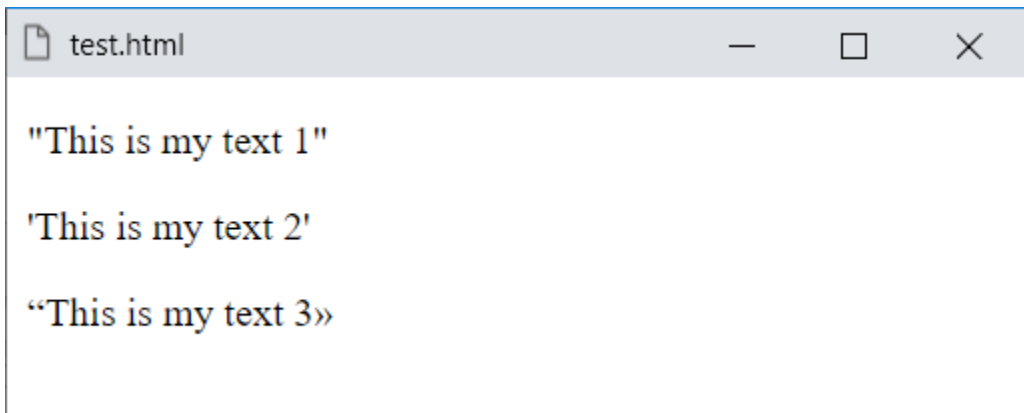 test.html
"This is my text 1"
'This is my text 2'
“This is my text 3»